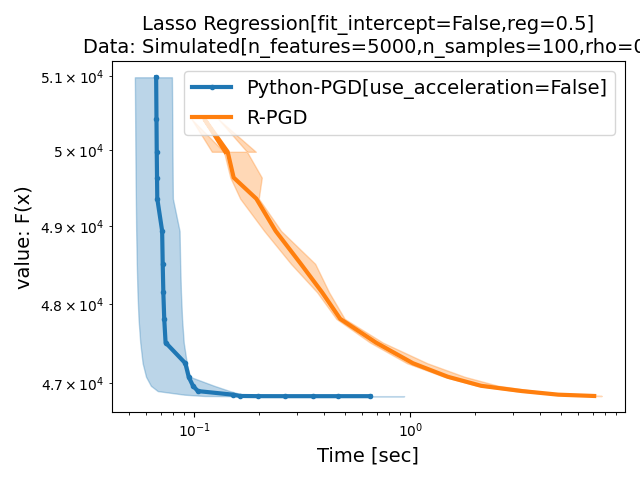 Lasso Regression[fit_intercept=False,reg=0.5]
Data: Simulated[n_features=5000,n_samples=100,rho=0
Python-PGD[use_acceleration=False]
R-PGD
value: F(x)
5.1 × 10⁴
5 × 10⁴
4.9 × 10⁴
4.8 × 10⁴
4.7 × 10⁴
10⁻¹
10⁰
Time [sec]